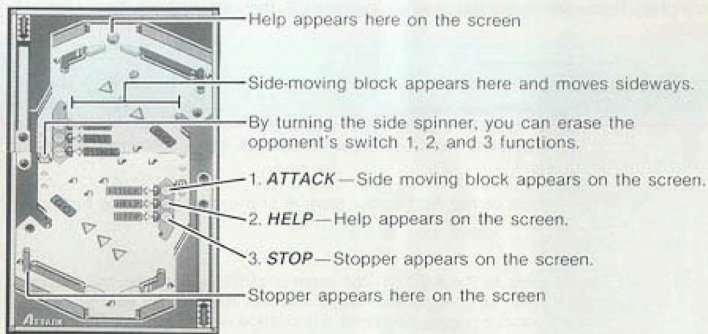 Help appears here on the screen
Side-moving block appears here and moves sideways.
By turning the side spinner, you can erase the
opponent's switch 1, 2, and 3 functions.
1. ATTACK—Side moving block appears on the screen.
2. HELP—Help appears on the screen.
3. STOP—Stopper appears on the screen.
Stopper appears here on the screen
ATTACK